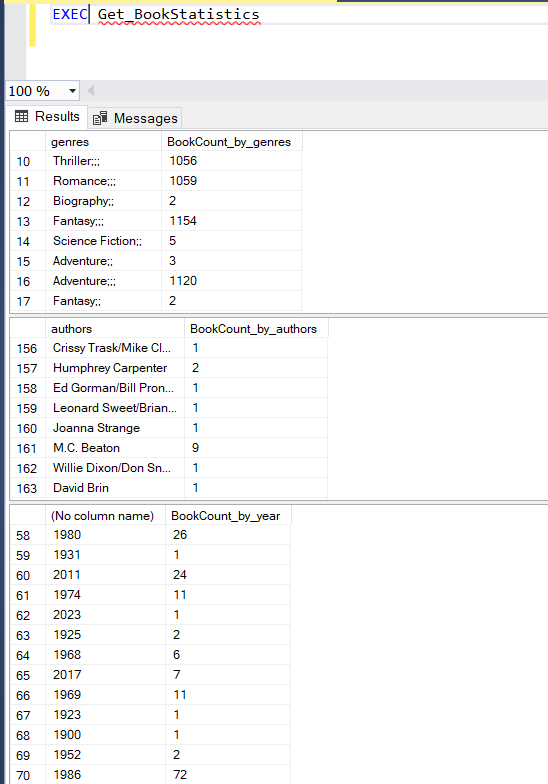 EXEC Get_BookStatistics
100 %
Results Messages
genres BookCount_by_genres
10 Thriller;;; 1056
11 Romance;;; 1059
12 Biography;; 2
13 Fantasy;;; 1154
14 Science Fiction;; 5
15 Adventure;; 3
16 Adventure;;; 1120
17 Fantasy;; 2
authors BookCount_by_authors
156 Crissy Trask/Mike Cl... 1
157 Humphrey Carpenter 2
158 Ed Gorman/Bill Pron... 1
159 Leonard Sweet/Brian... 1
160 Joanna Strange 1
161 M.C. Beaton 9
162 Willie Dixon/Don Sn... 1
163 David Brin 1
(No column name) BookCount_by_year
58 1980 26
59 1931 1
60 2011 24
61 1974 11
62 2023 1
63 1925 2
64 1968 6
65 2017 7
66 1969 11
67 1923 1
68 1900 1
69 1952 2
70 1986 72